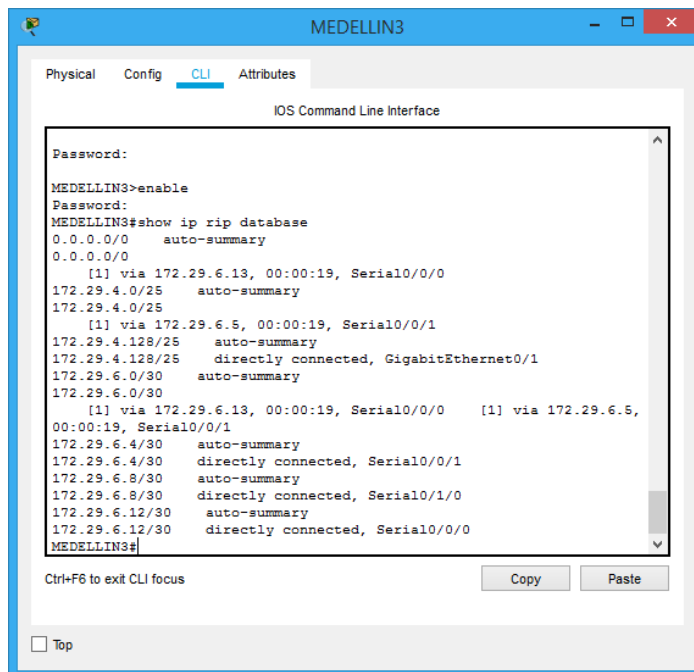 MEDELLIN3
Physical Config CLI Attributes
IOS Command Line Interface
Password:
MEDELLIN3>enable
Password:
MEDELLIN3#show ip rip database
0.0.0.0/0    auto-summary
0.0.0.0/0
    [1] via 172.29.6.13, 00:00:19, Serial0/0/0
172.29.4.0/25    auto-summary
172.29.4.0/25
    [1] via 172.29.6.5, 00:00:19, Serial0/0/1
172.29.4.128/25    auto-summary
172.29.4.128/25    directly connected, GigabitEthernet0/1
172.29.6.0/30    auto-summary
172.29.6.0/30
    [1] via 172.29.6.13, 00:00:19, Serial0/0/0    [1] via 172.29.6.5,
00:00:19, Serial0/0/1
172.29.6.4/30    auto-summary
172.29.6.4/30    directly connected, Serial0/0/1
172.29.6.8/30    auto-summary
172.29.6.8/30    directly connected, Serial0/1/0
172.29.6.12/30    auto-summary
172.29.6.12/30    directly connected, Serial0/0/0
MEDELLIN3#
Ctrl+F6 to exit CLI focus
Copy Paste
Top